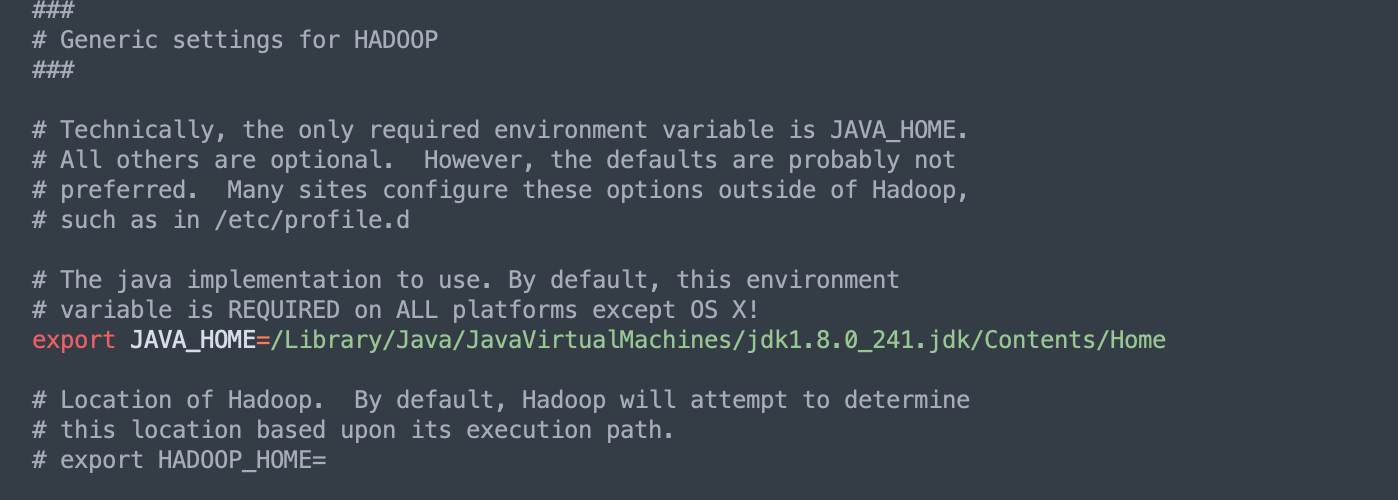 ###
# Generic settings for HADOOP
###
# Technically, the only required environment variable is JAVA_HOME.
# All others are optional.  However, the defaults are probably not
# preferred.  Many sites configure these options outside of Hadoop,
# such as in /etc/profile.d
# The java implementation to use. By default, this environment
# variable is REQUIRED on ALL platforms except OS X!
export JAVA_HOME=/Library/Java/JavaVirtualMachines/jdk1.8.0_241.jdk/Contents/Home
# Location of Hadoop.  By default, Hadoop will attempt to determine
# this location based upon its execution path.
# export HADOOP_HOME=